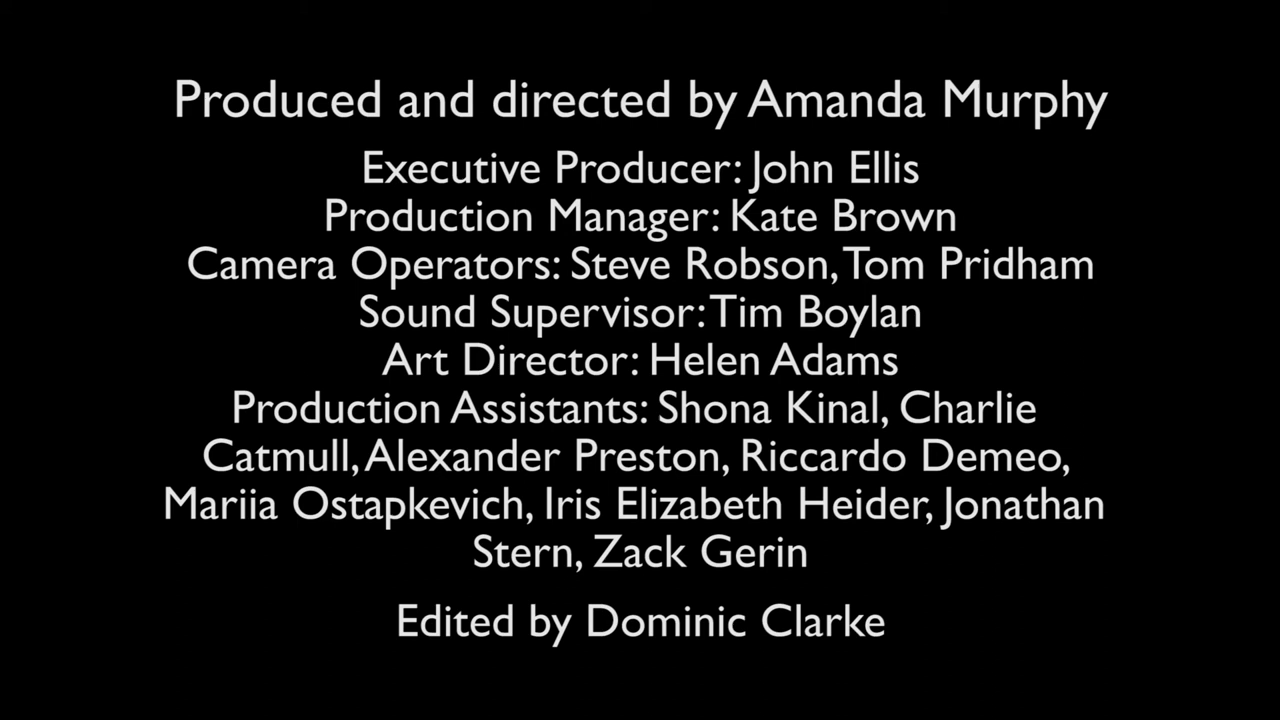 Produced and directed by Amanda Murphy
Executive Producer: John Ellis
Production Manager: Kate Brown
Camera Operators: Steve Robson, Tom Pridham
Sound Supervisor: Tim Boylan
Art Director: Helen Adams
Production Assistants: Shona Kinal, Charlie
Catmull, Alexander Preston, Riccardo Demeo,
Mariia Ostapkevich, Iris Elizabeth Heider, Jonathan
Stern, Zack Gerin
Edited by Dominic Clarke